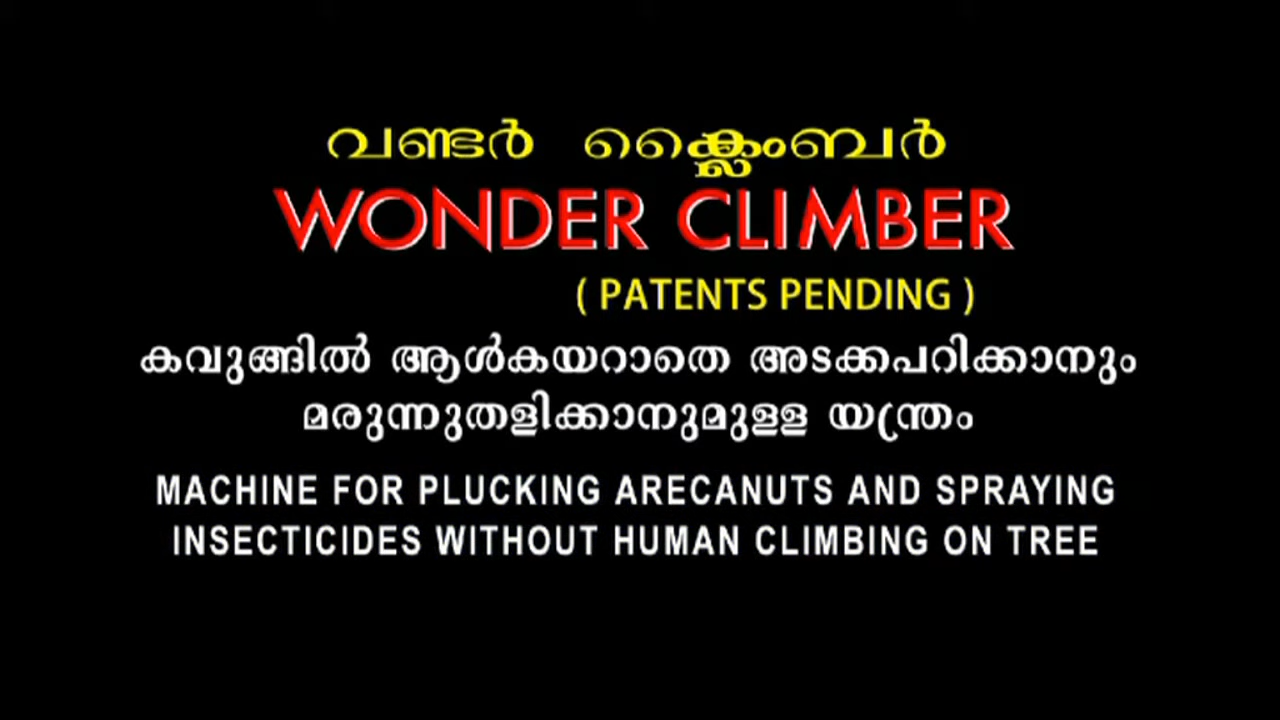 വണ്ടർ ക്ലൈംബർ
WONDER CLIMBER
( PATENTS PENDING )
കവുങ്ങിൽ ആൾകയറാതെ അടക്കപറിക്കാനും
മരുന്നുതളിക്കാനുമുള്ള യന്ത്രം
MACHINE FOR PLUCKING ARECANUTS AND SPRAYING
INSECTICIDES WITHOUT HUMAN CLIMBING ON TREE